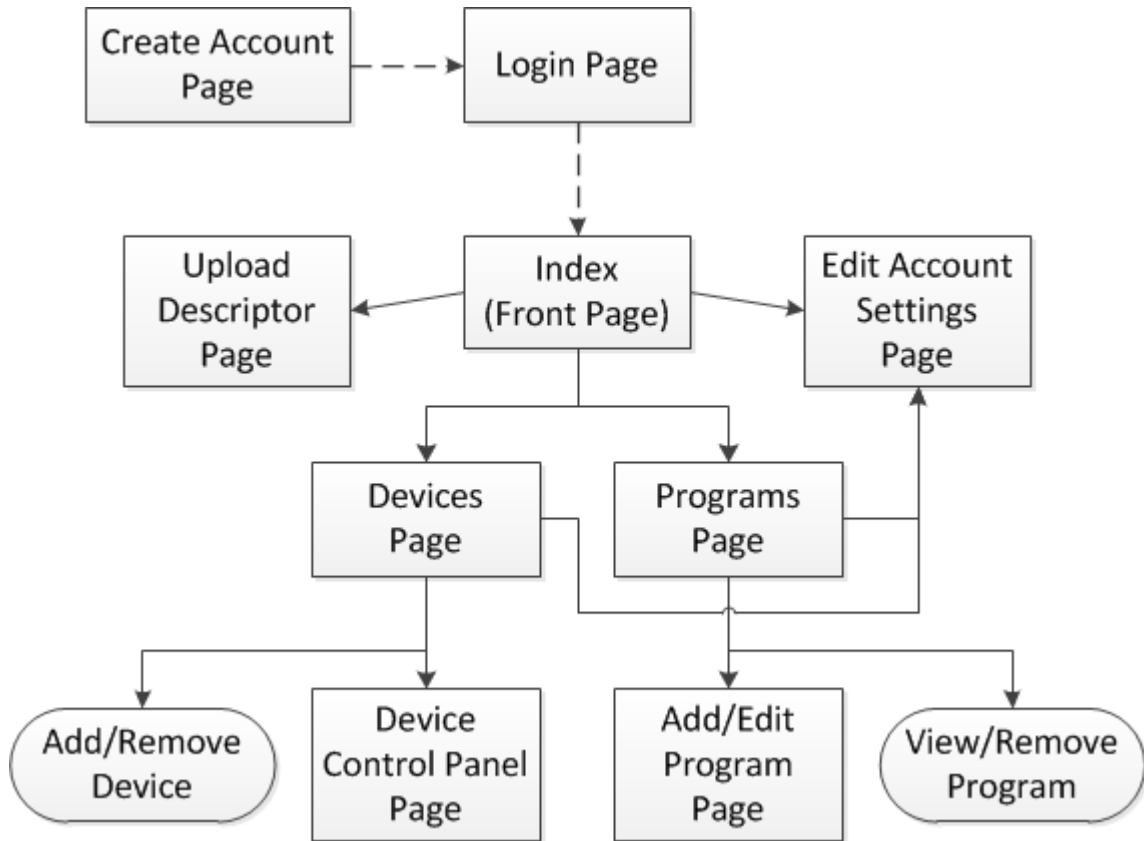 Create Account
Page
Login Page
Upload
Descriptor
Page
Index
(Front Page)
Edit Account
Settings
Page
Devices
Page
Programs
Page
Add/Remove
Device
Device
Control Panel
Page
Add/Edit
Program
Page
View/Remove
Program